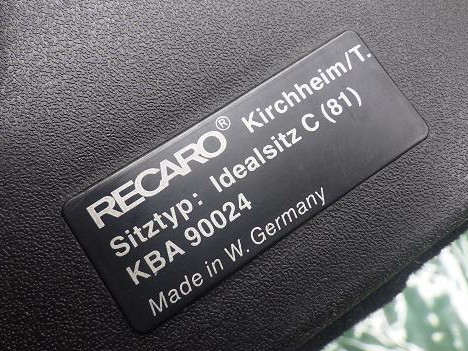 RECARO® Kirchheim/T.
Sitztyp: Idealsitz C (81)
KBA 90024
Made in W. Germany